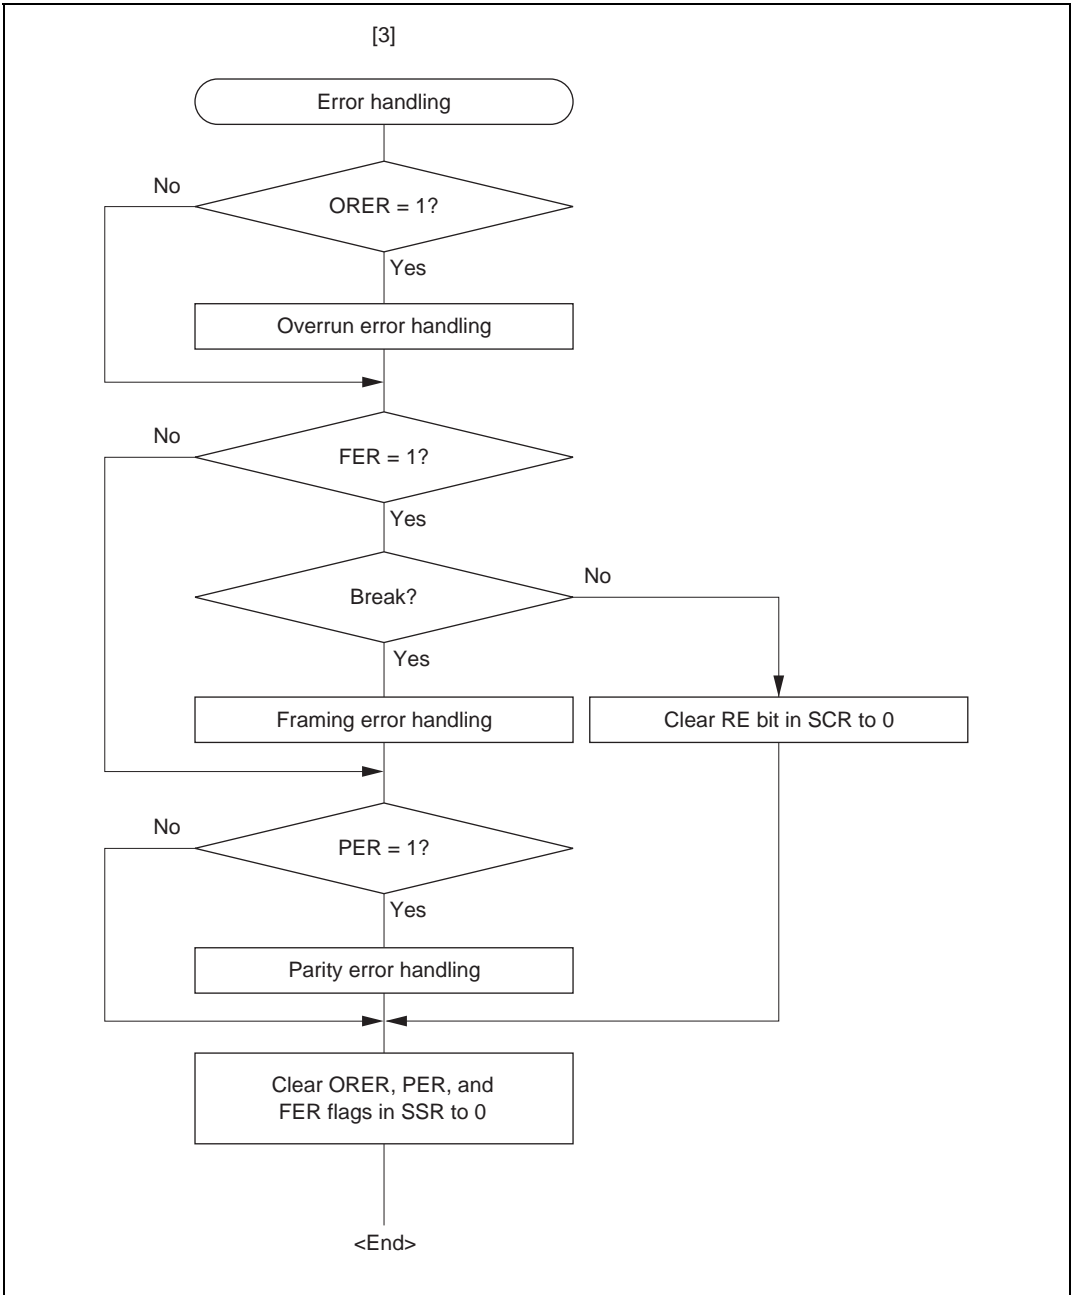 [3]
Error handling
No
ORER = 1?
Yes
Overrun error handling
No
FER = 1?
Yes
No
Break?
Yes
Framing error handling
Clear RE bit in SCR to 0
No
PER = 1?
Yes
Parity error handling
Clear ORER, PER, and
FER flags in SSR to 0
<End>